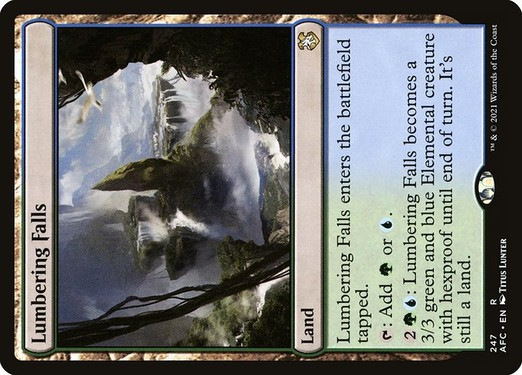 Lumbering Falls
Land
Lumbering Falls enters the battlefield
tapped.
: Add or .
2 : Lumbering Falls becomes a
3/3 green and blue Elemental creature
with hexproof until end of turn. It's
still a land.
247 R
AFC • EN Titus Lunter
™ & © 2021 Wizards of the Coast